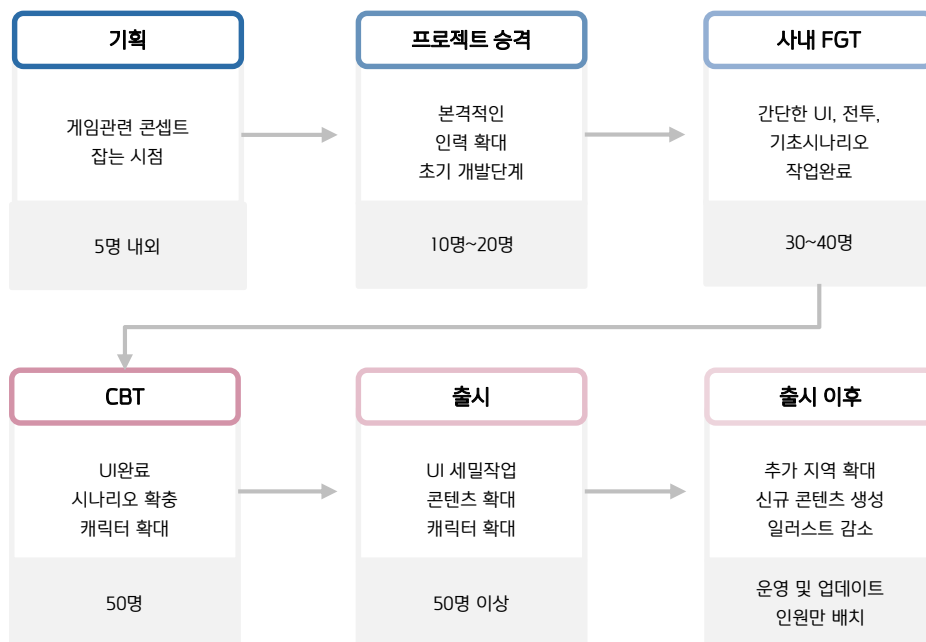 기획
게임관련 콘셉트
잡는 시점
5명 내외
프로젝트 승격
본격적인
인력 확대
초기 개발단계
10명~20명
사내 FGT
간단한 UI, 전투,
기초시나리오
작업완료
30~40명
CBT
UI완료
시나리오 확충
캐릭터 확대
50명
출시
UI 세밀작업
콘텐츠 확대
캐릭터 확대
50명 이상
출시 이후
추가 지역 확대
신규 콘텐츠 생성
일러스트 감소
운영 및 업데이트
인원만 배치